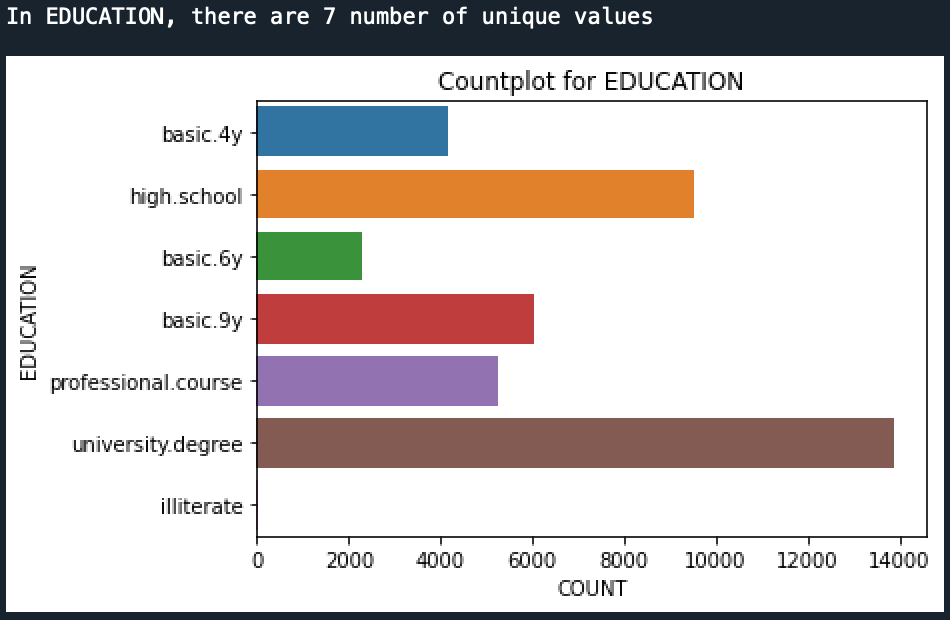 In EDUCATION, there are 7 number of unique values
Countplot for EDUCATION
basic.4y
high.school
basic.6y
basic.9y
professional.course
university.degree
illiterate
EDUCATION
0 2000 4000 6000 8000 10000 12000 14000
COUNT